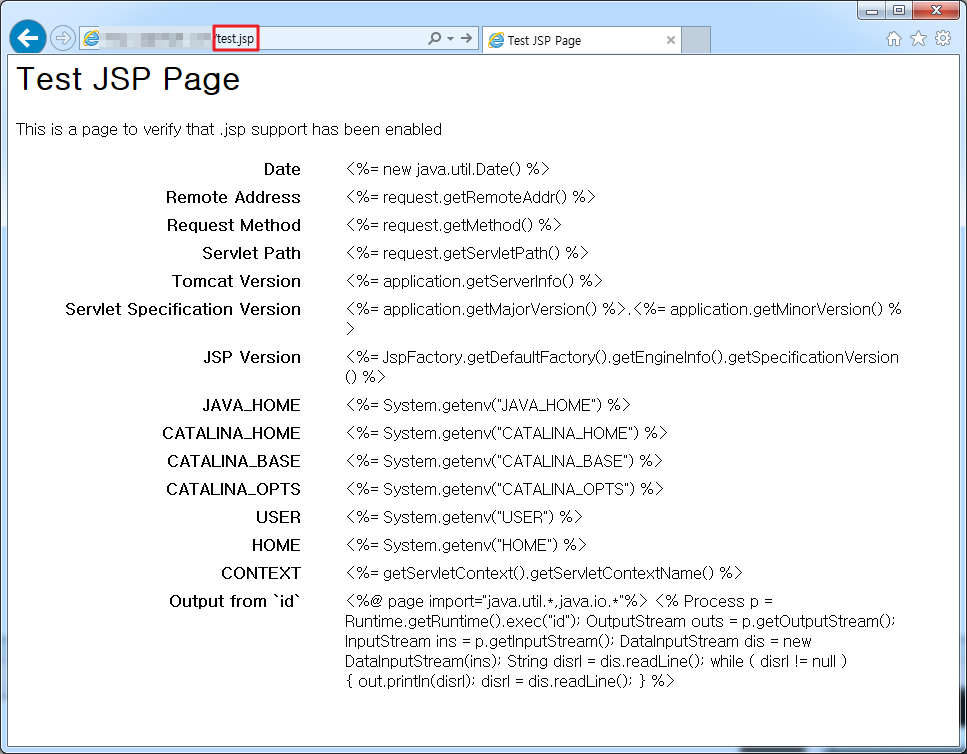 /test.jsp
Test JSP Page
Test JSP Page
This is a page to verify that .jsp support has been enabled
Date <%= new java.util.Date() %>
Remote Address <%= request.getRemoteAddr() %>
Request Method <%= request.getMethod() %>
Servlet Path <%= request.getServletPath() %>
Tomcat Version <%= application.getServerInfo() %>
Servlet Specification Version <%= application.getMajorVersion() %>.<%= application.getMinorVersion() %
>
JSP Version <%= JspFactory.getDefaultFactory().getEngineInfo().getSpecificationVersion
() %>
JAVA_HOME <%= System.getenv("JAVA_HOME") %>
CATALINA_HOME <%= System.getenv("CATALINA_HOME") %>
CATALINA_BASE <%= System.getenv("CATALINA_BASE") %>
CATALINA_OPTS <%= System.getenv("CATALINA_OPTS") %>
USER <%= System.getenv("USER") %>
HOME <%= System.getenv("HOME") %>
CONTEXT <%= getServletContext().getServletContextName() %>
Output from `id` <%@ page import="java.util.*,java.io.*"%> <% Process p =
Runtime.getRuntime().exec("id"); OutputStream outs = p.getOutputStream();
InputStream ins = p.getInputStream(); DataInputStream dis = new
DataInputStream(ins); String disrl = dis.readLine(); while ( disrl != null )
{ out.println(disrl); disrl = dis.readLine(); } %>